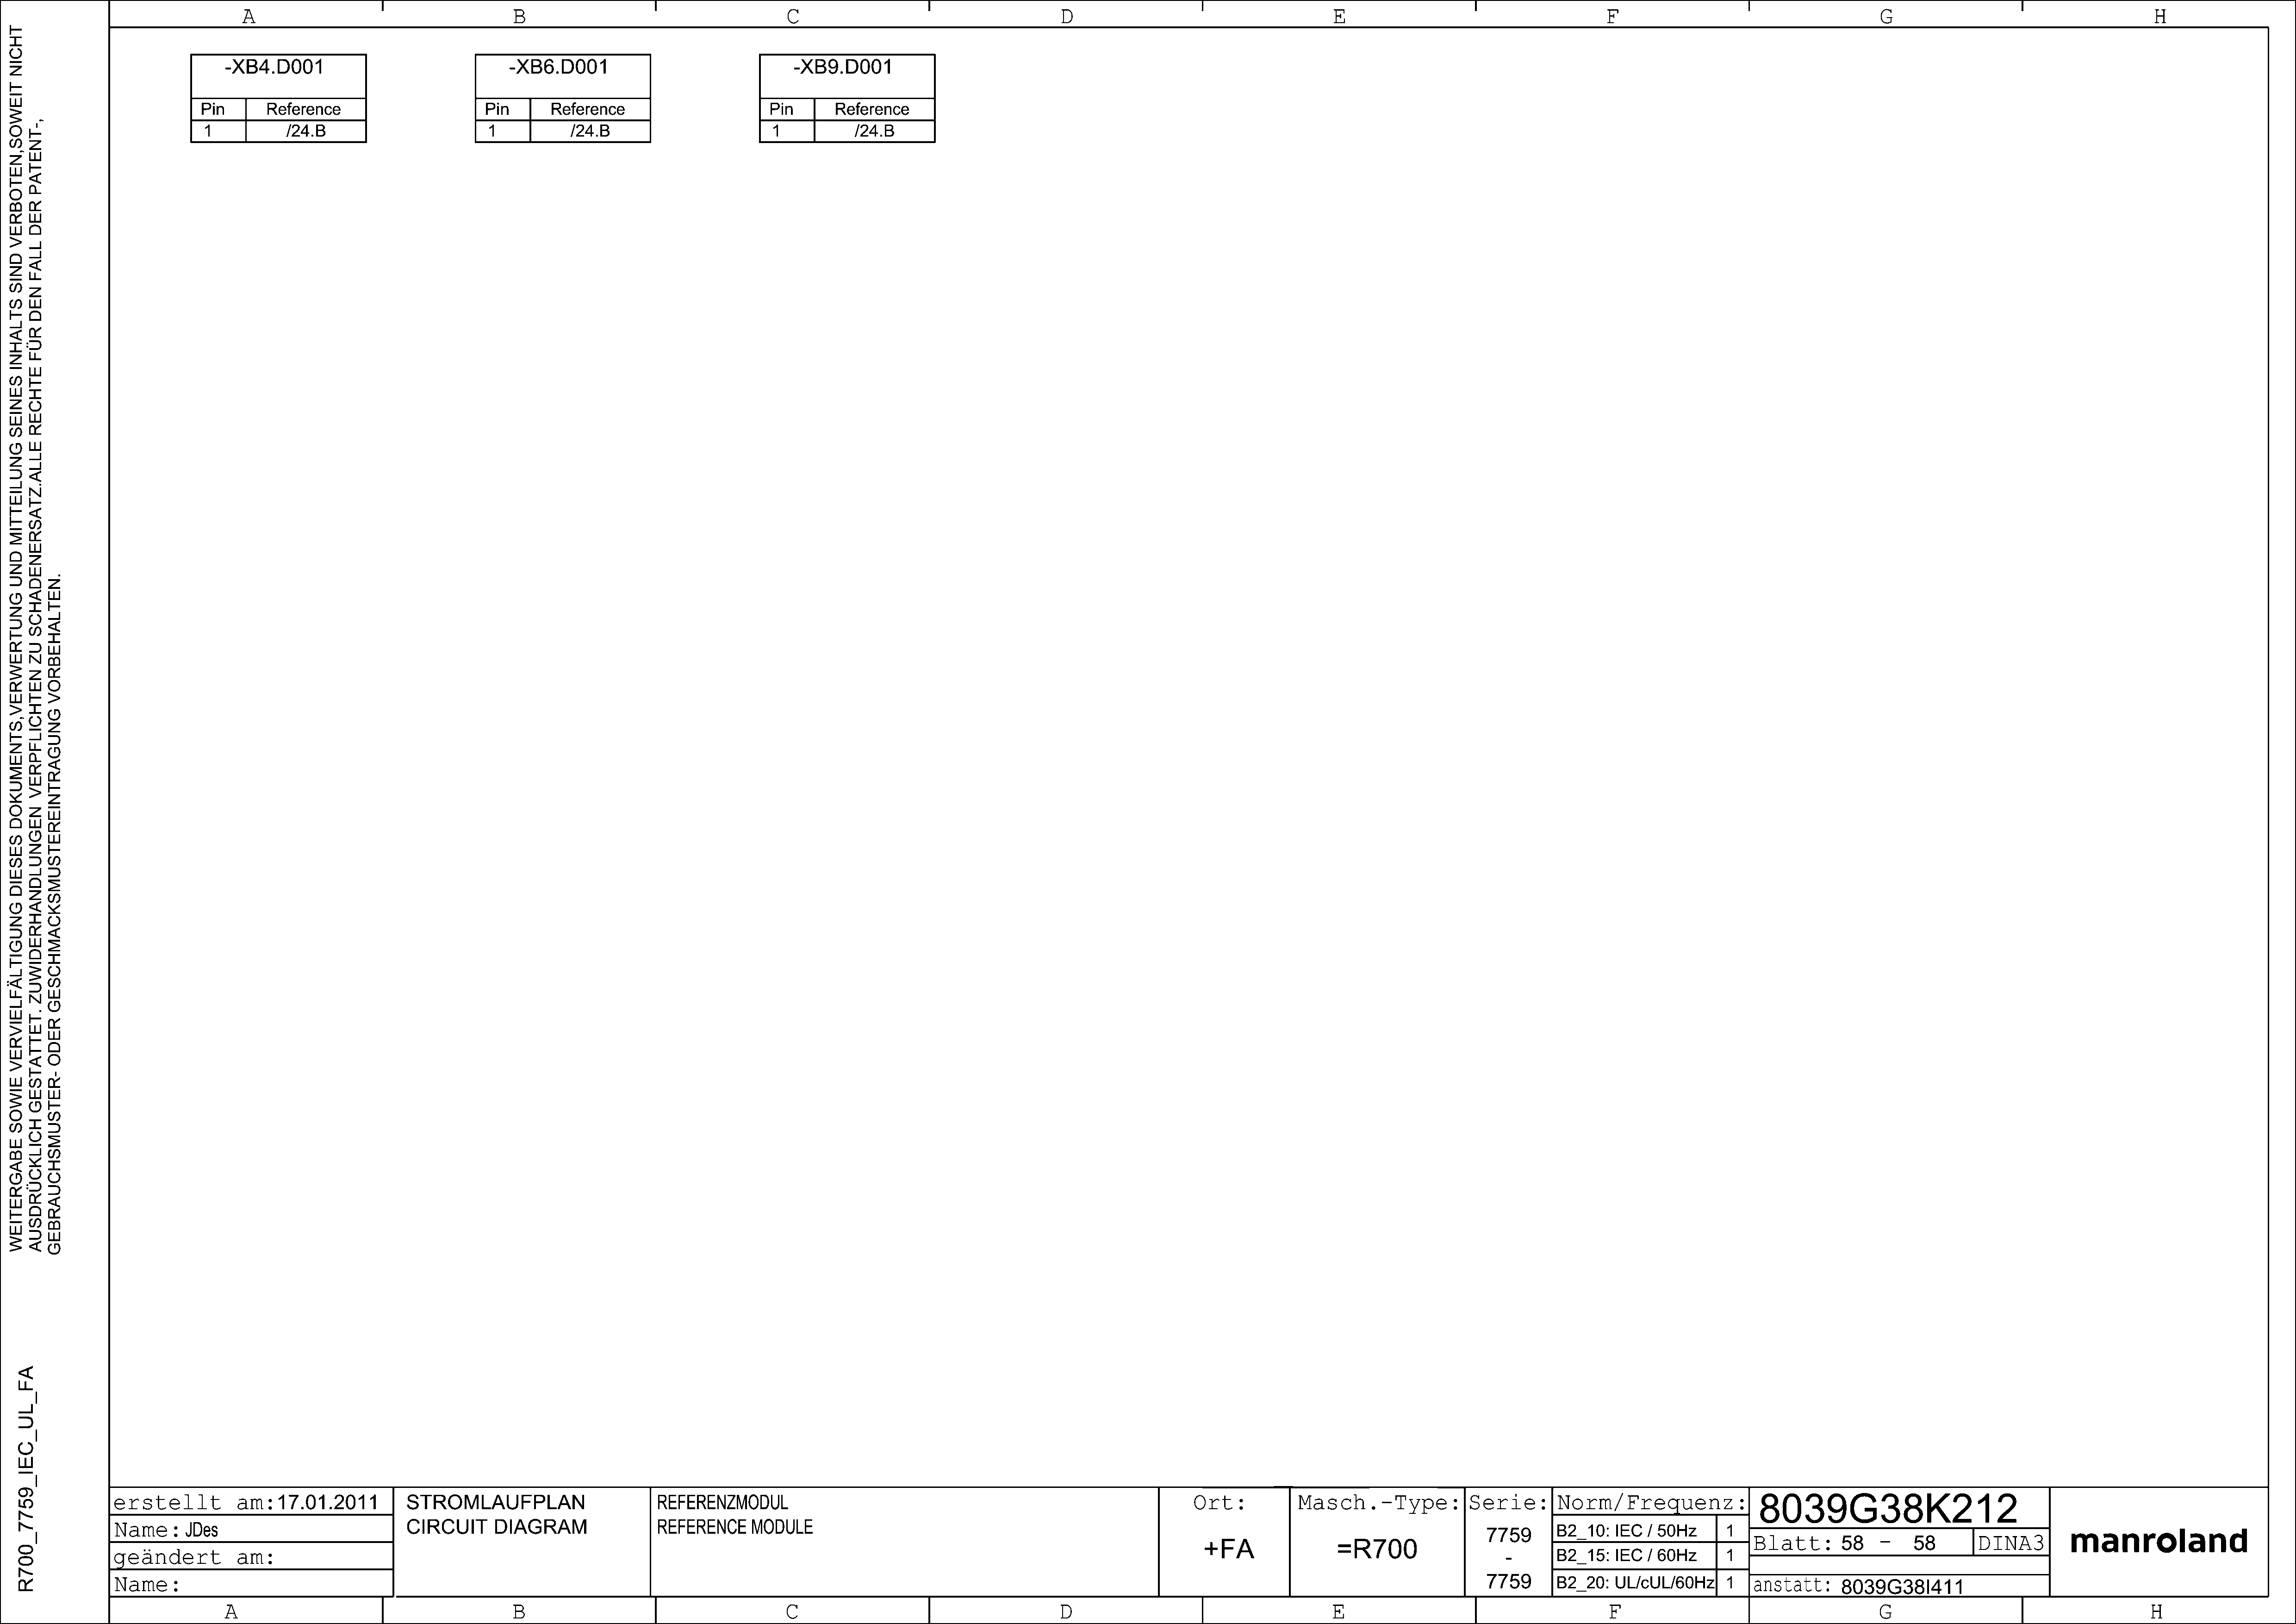 A B C D E F G H
-XB4.D001
Pin Reference
1 /24.B
-XB6.D001
Pin Reference
1 /24.B
-XB9.D001
Pin Reference
1 /24.B
WEITERGABE SOWIE VERVIELFÄLTIGUNG DIESES DOKUMENTS,VERWERTUNG UND MITTEILUNG SEINES INHALTS SIND VERBOTEN,SOWEIT NICHT
AUSDRÜCKLICH GESTATTET. ZUWIDERHANDLUNGEN VERPFLICHTEN ZU SCHADENERSATZ.ALLE RECHTE FÜR DEN FALL DER PATENT-,
GEBRAUCHSMUSTER- ODER GESCHMACKSMUSTEREINTRAGUNG VORBEHALTEN.
R700_7759_IEC_UL_FA
erstellt am:17.01.2011
Name: JDes
geändert am:
Name:
STROMLAUFPLAN
CIRCUIT DIAGRAM
REFERENZMODUL
REFERENCE MODULE
Ort:
+FA
Masch.-Type:
=R700
Serie:
7759
-
7759
Norm/Frequenz:
B2_10: IEC / 50Hz 1
B2_15: IEC / 60Hz 1
B2_20: UL/cUL/60Hz 1
8039G38K212
Blatt: 58 - 58 DINA3
anstatt: 8039G38I411
manroland
A B C D E F G H